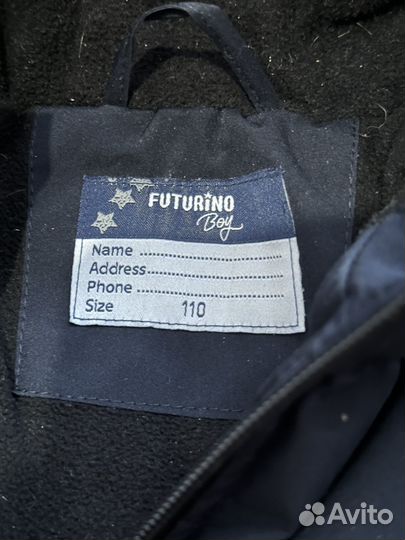 FUTURINO
Boy
Name ........................
Address ........................
Phone ........................
Size 110
Avito